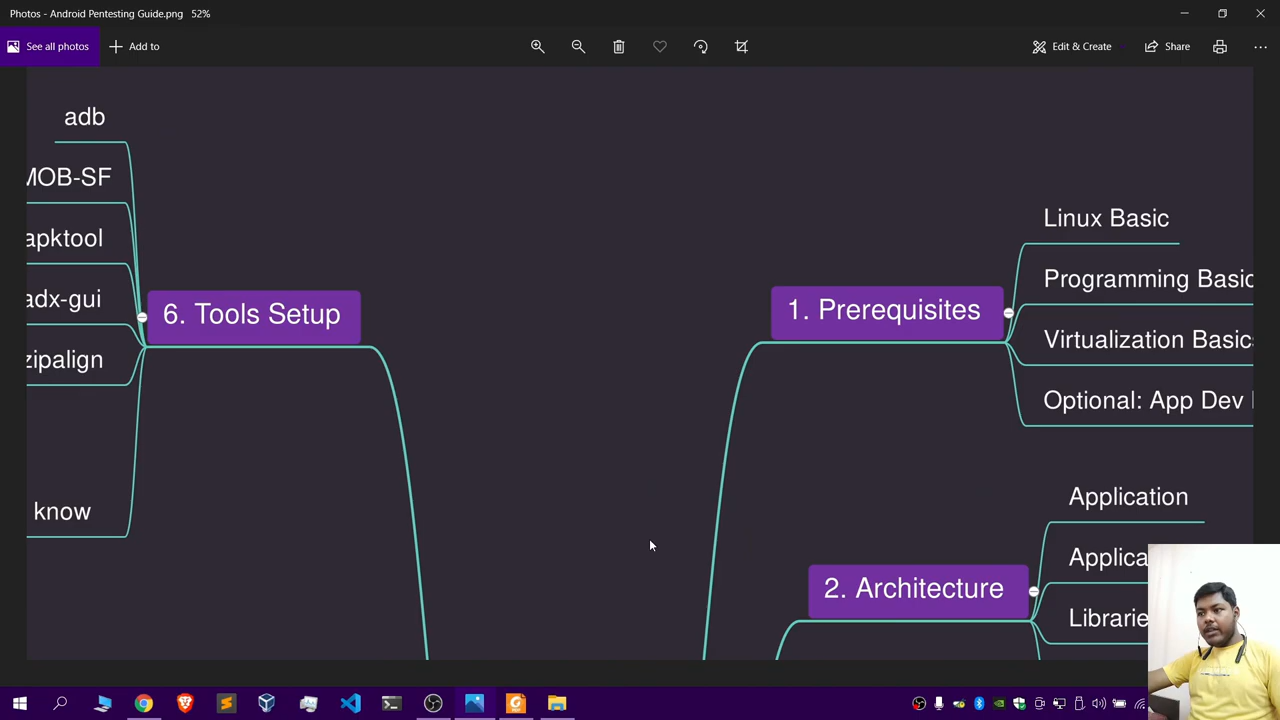 Photos - Android Pentesting Guide.png 52%
See all photos
Add to
Edit & Create
Share
adb
MOB-SF
apktool
adx-gui
zipalign
know
6. Tools Setup
1. Prerequisites
Linux Basic
Programming Basic
Virtualization Basics
Optional: App Dev
2. Architecture
Application
Applica
Librarie